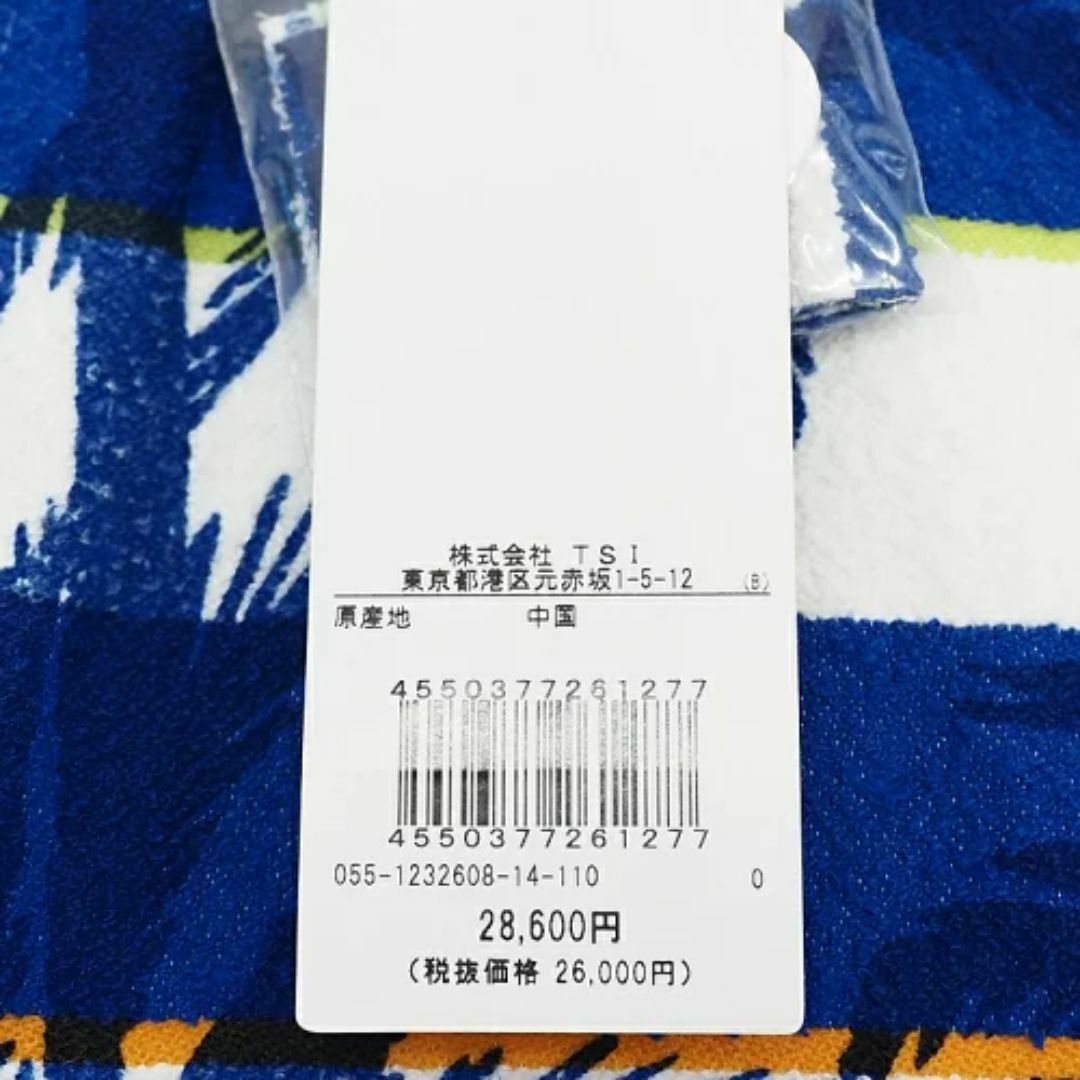 株式会社 TSI
東京都港区元赤坂1-5-12 (B)
原産地 中国
4550377261277
4550377261277
055-1232608-14-110 0
28,600円
(税抜価格 26,000円)